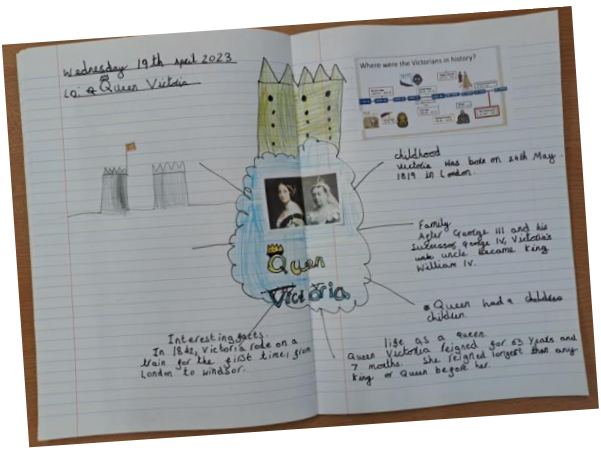 Wednesday 19th April 2023
LQ: Queen Victoria
Where were the Victorians in history?
childhood
Victoria was born on 24th May
1819 in London.
Family
After George III and his
Successor, George IV, Victoria's
uncle became King
William IV.
Queen
Victoria
Queen had a
children.
Interesting facts.
In 1842, Victoria rode on a
train for the first time, from
London to Windsor.
life as a queen
Queen Victoria reigned for 63 years and
7 months. She reigned longest than any
King or Queen before her.